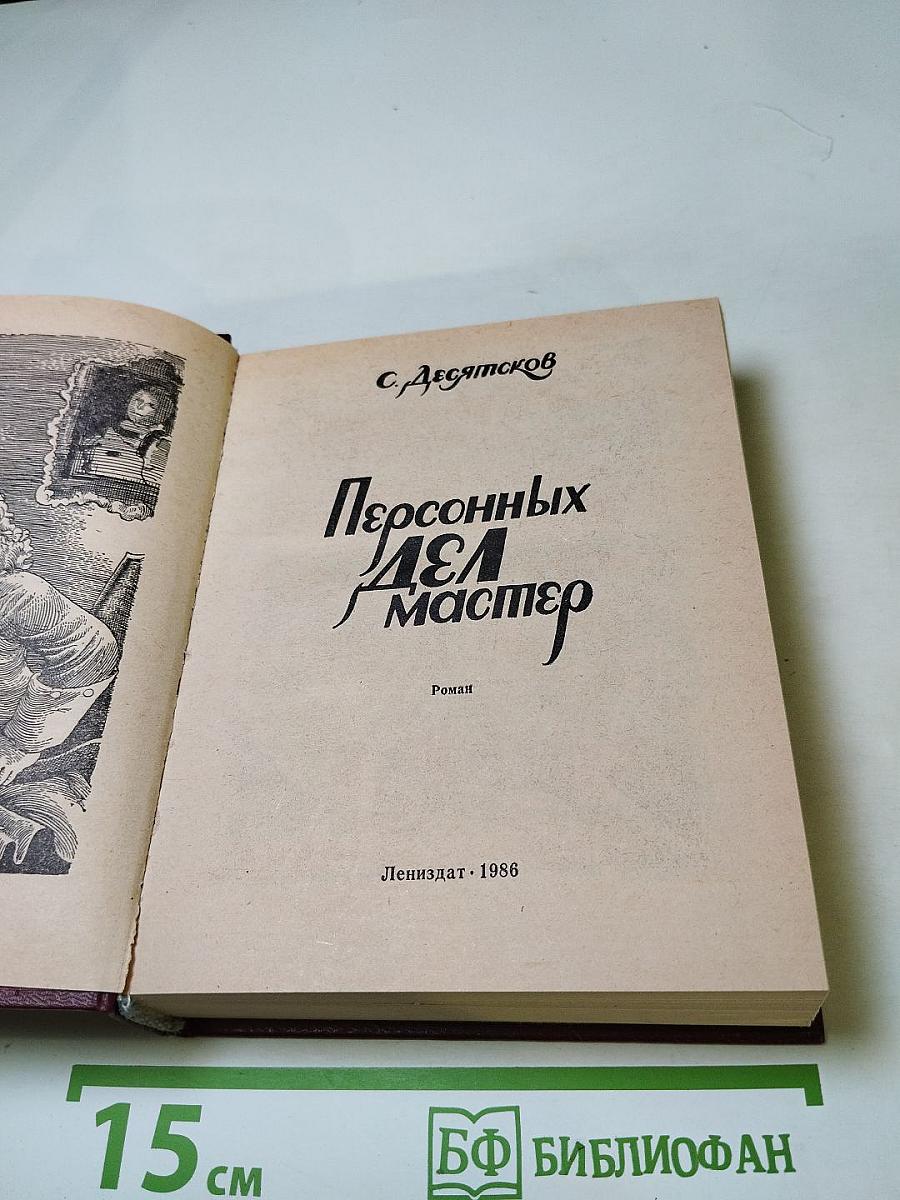 С. Десятсков
Персонных
дел
мастер
Роман
Лениздат · 1986
15 см
БФ БИБЛИОФАН